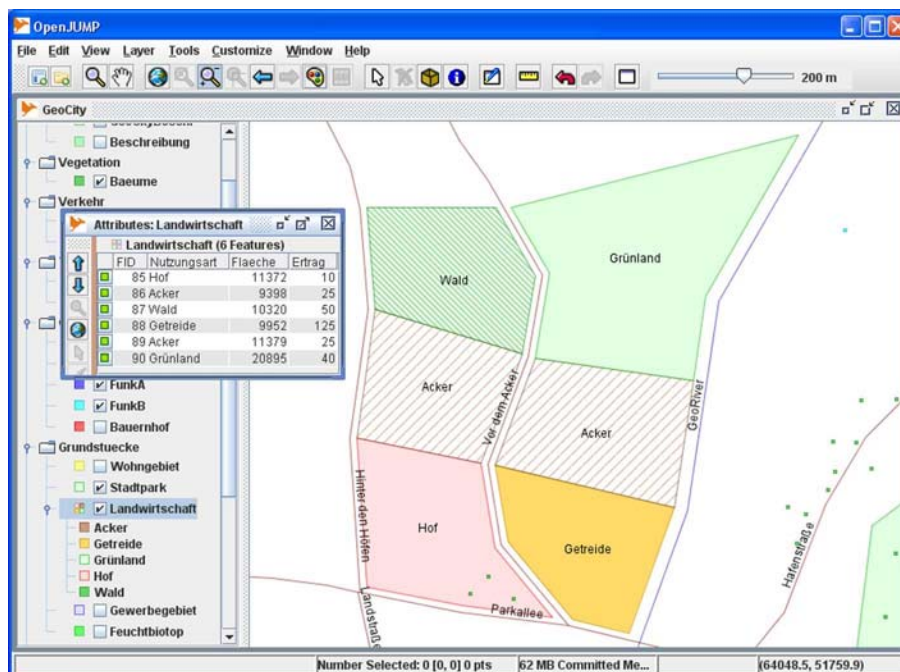 OpenJUMP
File Edit View Layer Tools Customize Window Help
200 m
GeoCity
Beschreibung
Vegetation
Baeume
Verkehr
Attributes: Landwirtschaft
Landwirtschaft (6 Features)
FID Nutzungsart Flaeche Ertrag
85 Hof 11372 10
86 Acker 9398 25
87 Wald 10320 50
88 Getreide 9952 125
89 Acker 11379 25
90 Grünland 20895 40
FunkA
FunkB
Bauernhof
Grundstuecke
Wohngebiet
Stadtpark
Landwirtschaft
Acker
Getreide
Grünland
Hof
Wald
Gewerbegebiet
Feuchtbiotop
Grünland
Wald
Acker
Vor dem Acker
Acker
GeoRiver
Hinter den Höfen
Hof
Getreide
Hafenstraße
Landstraße
Parkallee
Number Selected: 0 [0, 0] 0 pts
62 MB Committed Me...
(64048.5, 51759.9)